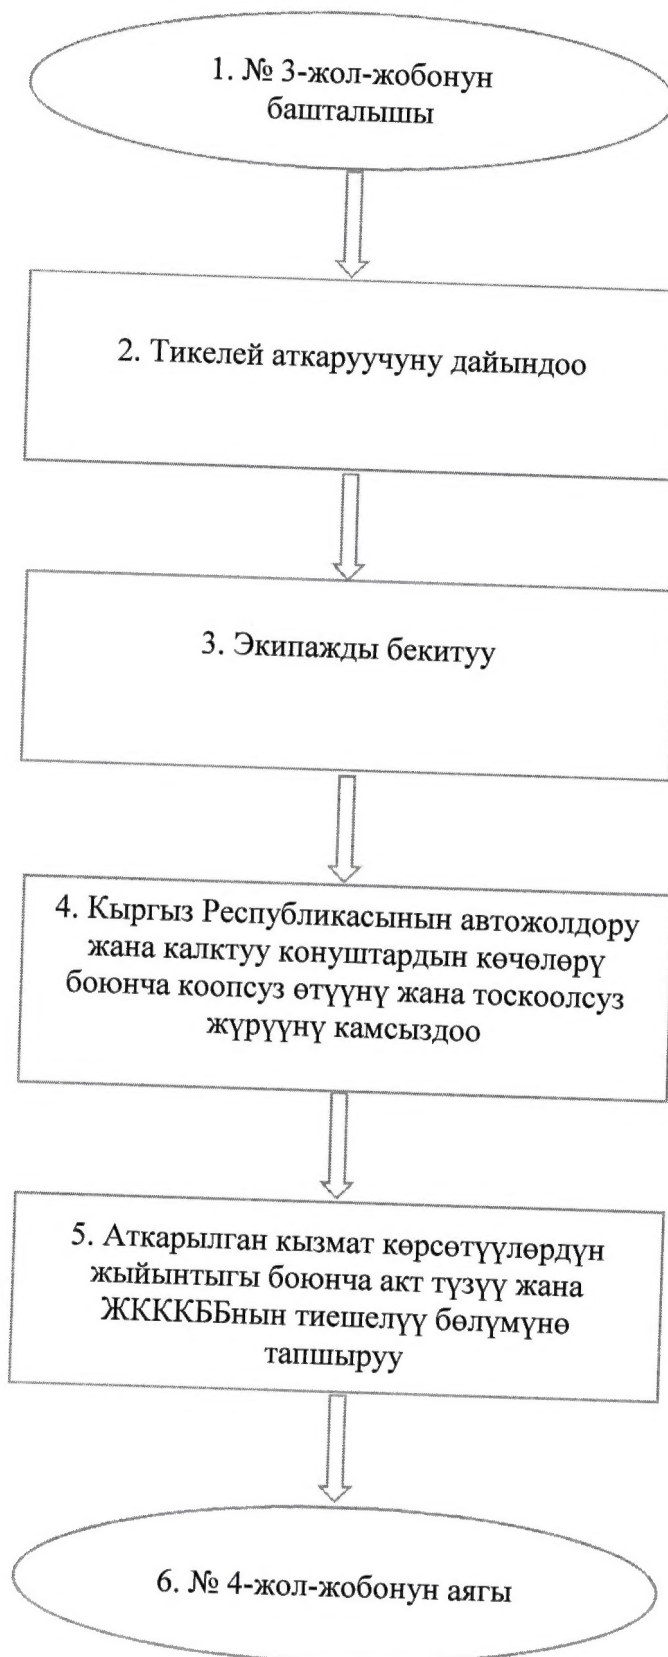 1. № 3-жол-жобонун
башталышы
2. Тикелей аткаруучуну дайындоо
3. Экипажды бекитуу
4. Кыргыз Республикасынын автожолдору
жана калктуу конуштардын көчөлөрү
боюнча коопсуз өтүүнү жана тоскоолсуз
жүрүүнү камсыздоо
5. Аткарылган кызмат көрсөтүүлөрдүн
жыйынтыгы боюнча акт түзүү жана
ЖКККББнын тиешелүү бөлүмүнө
тапшыруу
6. № 4-жол-жобонун аягы